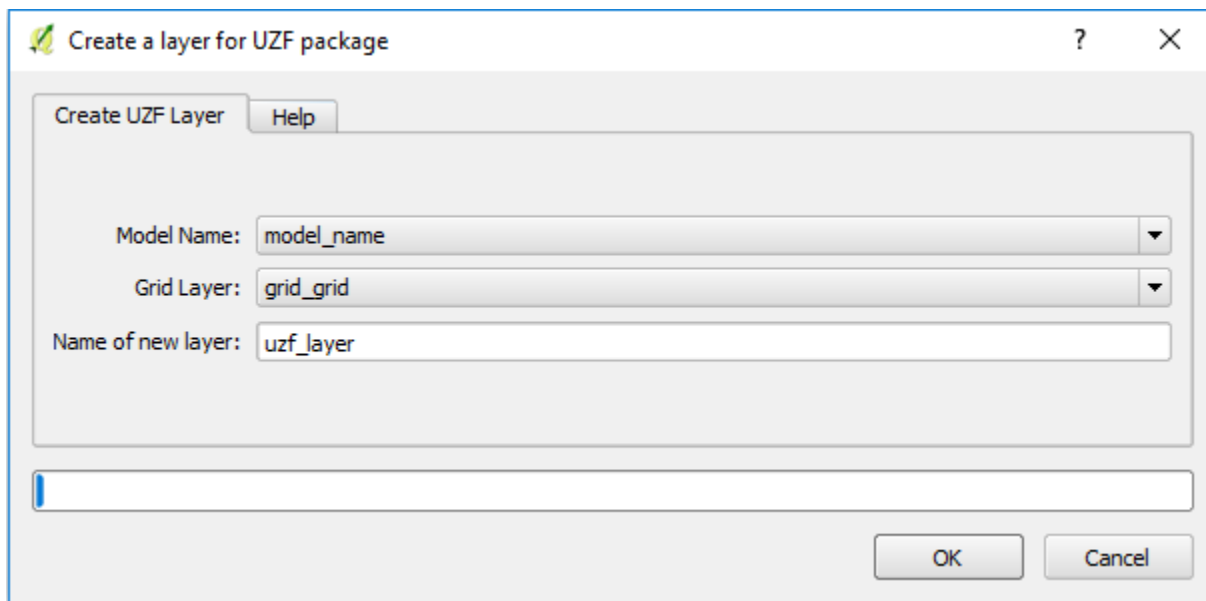 Create a layer for UZF package ?
Create UZF Layer Help
Model Name: model_name
Grid Layer: grid_grid
Name of new layer: uzf_layer
OK Cancel